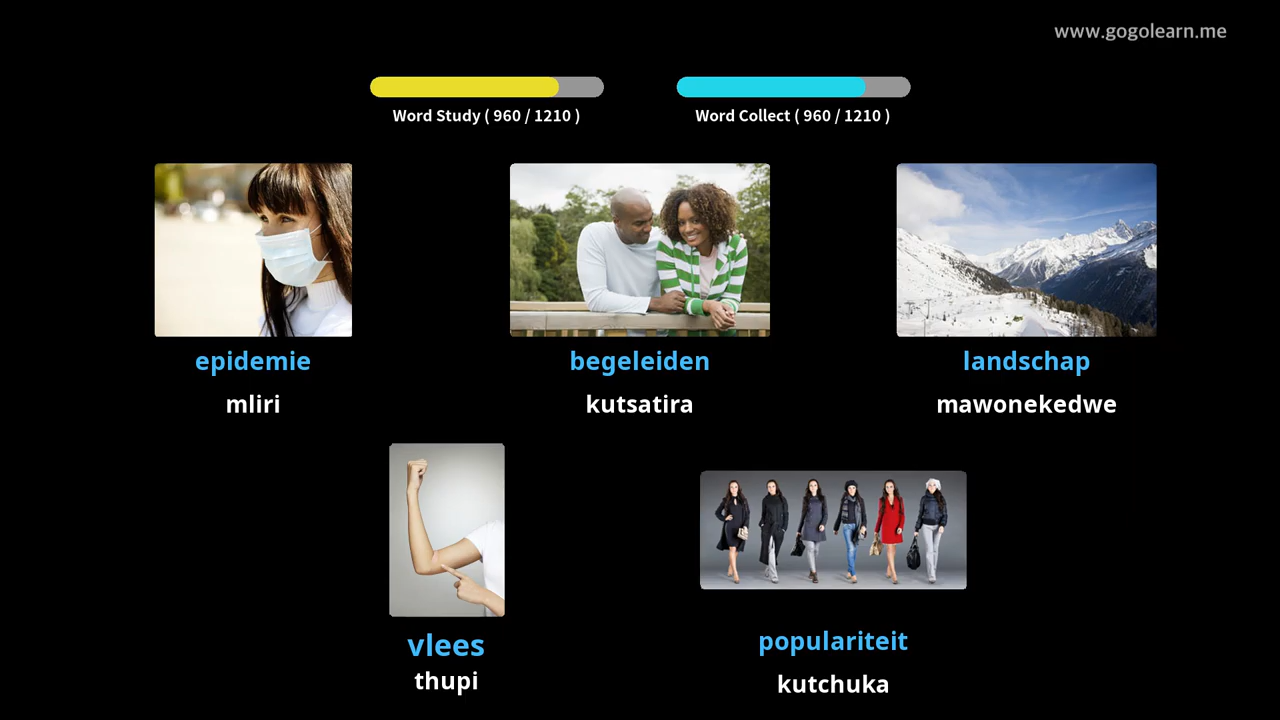 www.gogolearn.me
Word Study ( 960 / 1210 )
Word Collect ( 960 / 1210 )
epidemie
mliri
begeleiden
kutsatira
landschap
mawonekedwe
vlees
thupi
populariteit
kutchuka